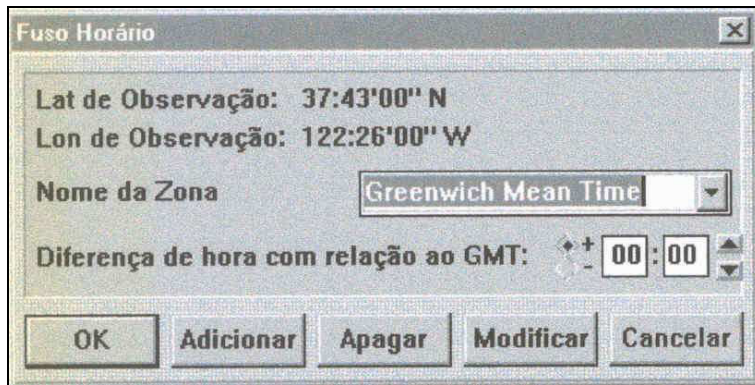 Fuso Horário
Lat de Observação: 37:43'00" N
Lon de Observação: 122:26'00" W
Nome da Zona Greenwich Mean Time
Diferença de hora com relação ao GMT: + - 00:00
OK Adicionar Apagar Modificar Cancelar